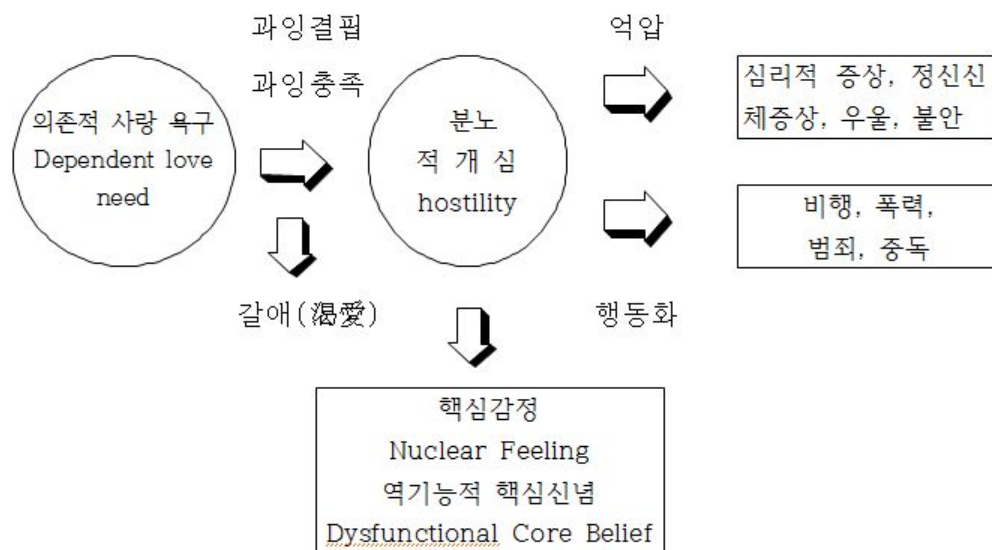 과잉결핍
과잉충족
의존적 사랑 욕구
Dependent love
need
갈애(渴愛)
분노
적 개 심
hostility
억압
심리적 증상, 정신신
체증상, 우울, 불안
비행, 폭력,
범죄, 중독
행동화
핵심감정
Nuclear Feeling
역기능적 핵심신념
Dysfunctional Core Belief